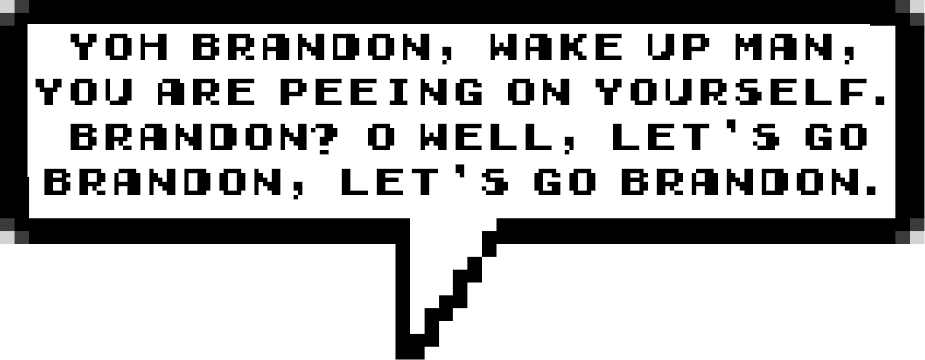 YOH BRANDON, WAKE UP MAN,
YOU ARE PEEING ON YOURSELF.
BRANDON? O WELL, LET'S GO
BRANDON, LET'S GO BRANDON.